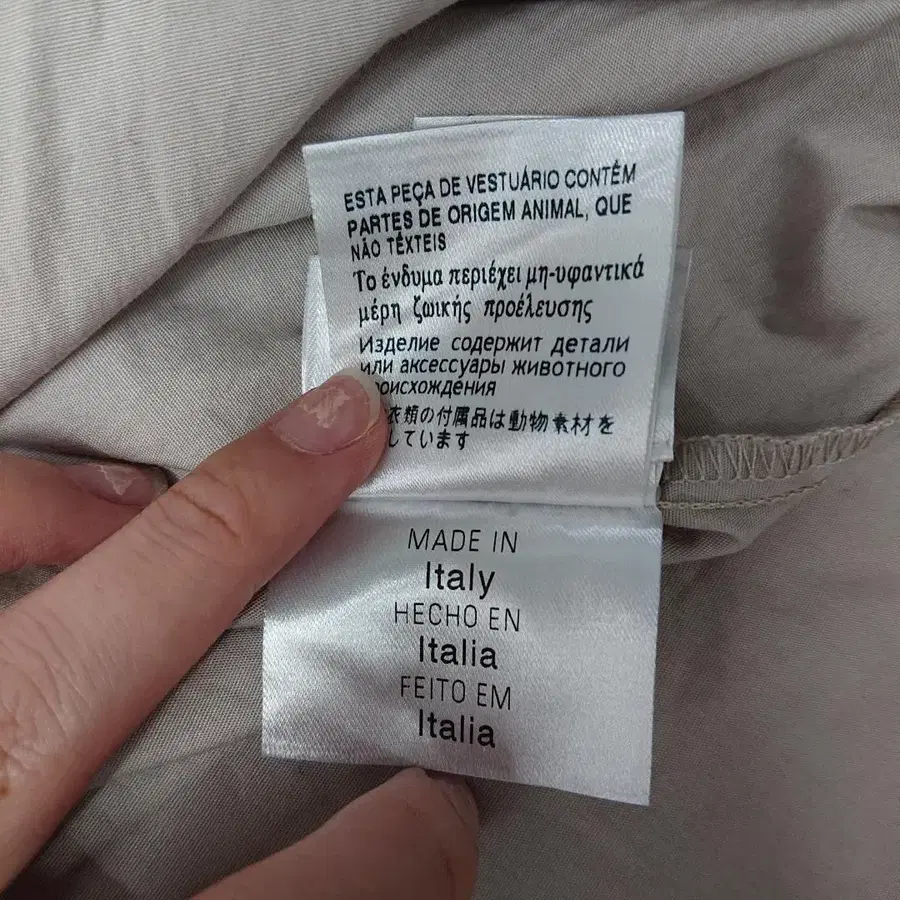 ESTA PEÇA DE VESTUÁRIO CONTÉM
PARTES DE ORIGEM ANIMAL, QUE
NÃO TÊXTEIS
Το ένδυμα περιέχει μη-υφαντικά
μέρη ζωικής προέλευσης
Изделие содержит детали
или аксессуары животного
оисхождения
衣類の付属品は動物素材を
しています
MADE IN
Italy
HECHO EN
Italia
FEITO EM
Italia